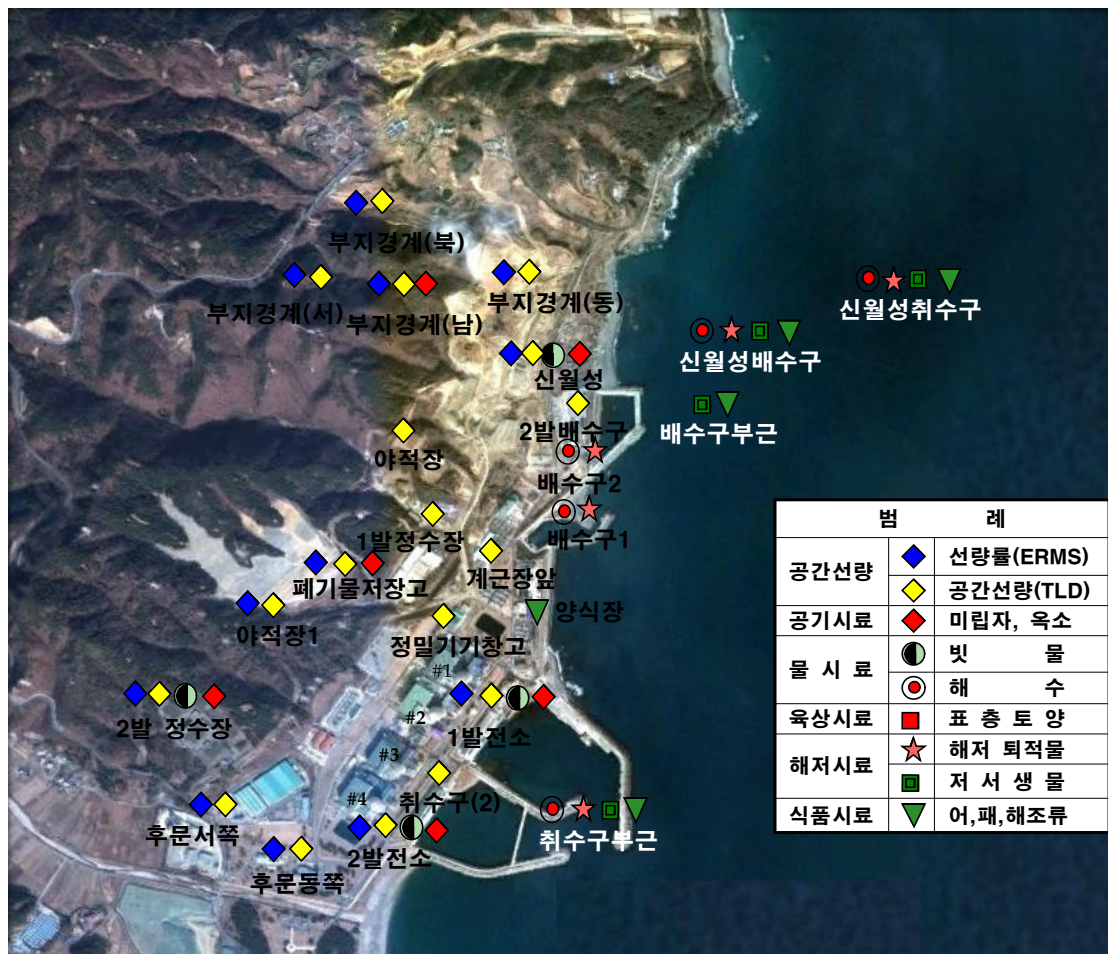 부지경계(북)
부지경계(서)
부지경계(남)
부지경계(동)
신월성취수구
신월성배수구
신월성
2발배수구
배수구부근
야적장
배수구2
1발정수장
배수구1
계근장앞
폐기물저장고
야적장1
양식장
정밀기기창고
#1
#2
#3
#4
2발 정수장
1발전소
취수구(2)
후문서쪽
2발전소
취수구부근
후문동쪽
범 례
공간선량
선량률(ERMS)
공간선량(TLD)
공기시료
미립자, 옥소
물 시 료
빗 물
해 수
육상시료
표 층 토 양
해저시료
해저 퇴적물
저 서 생 물
식품시료
어,패,해조류